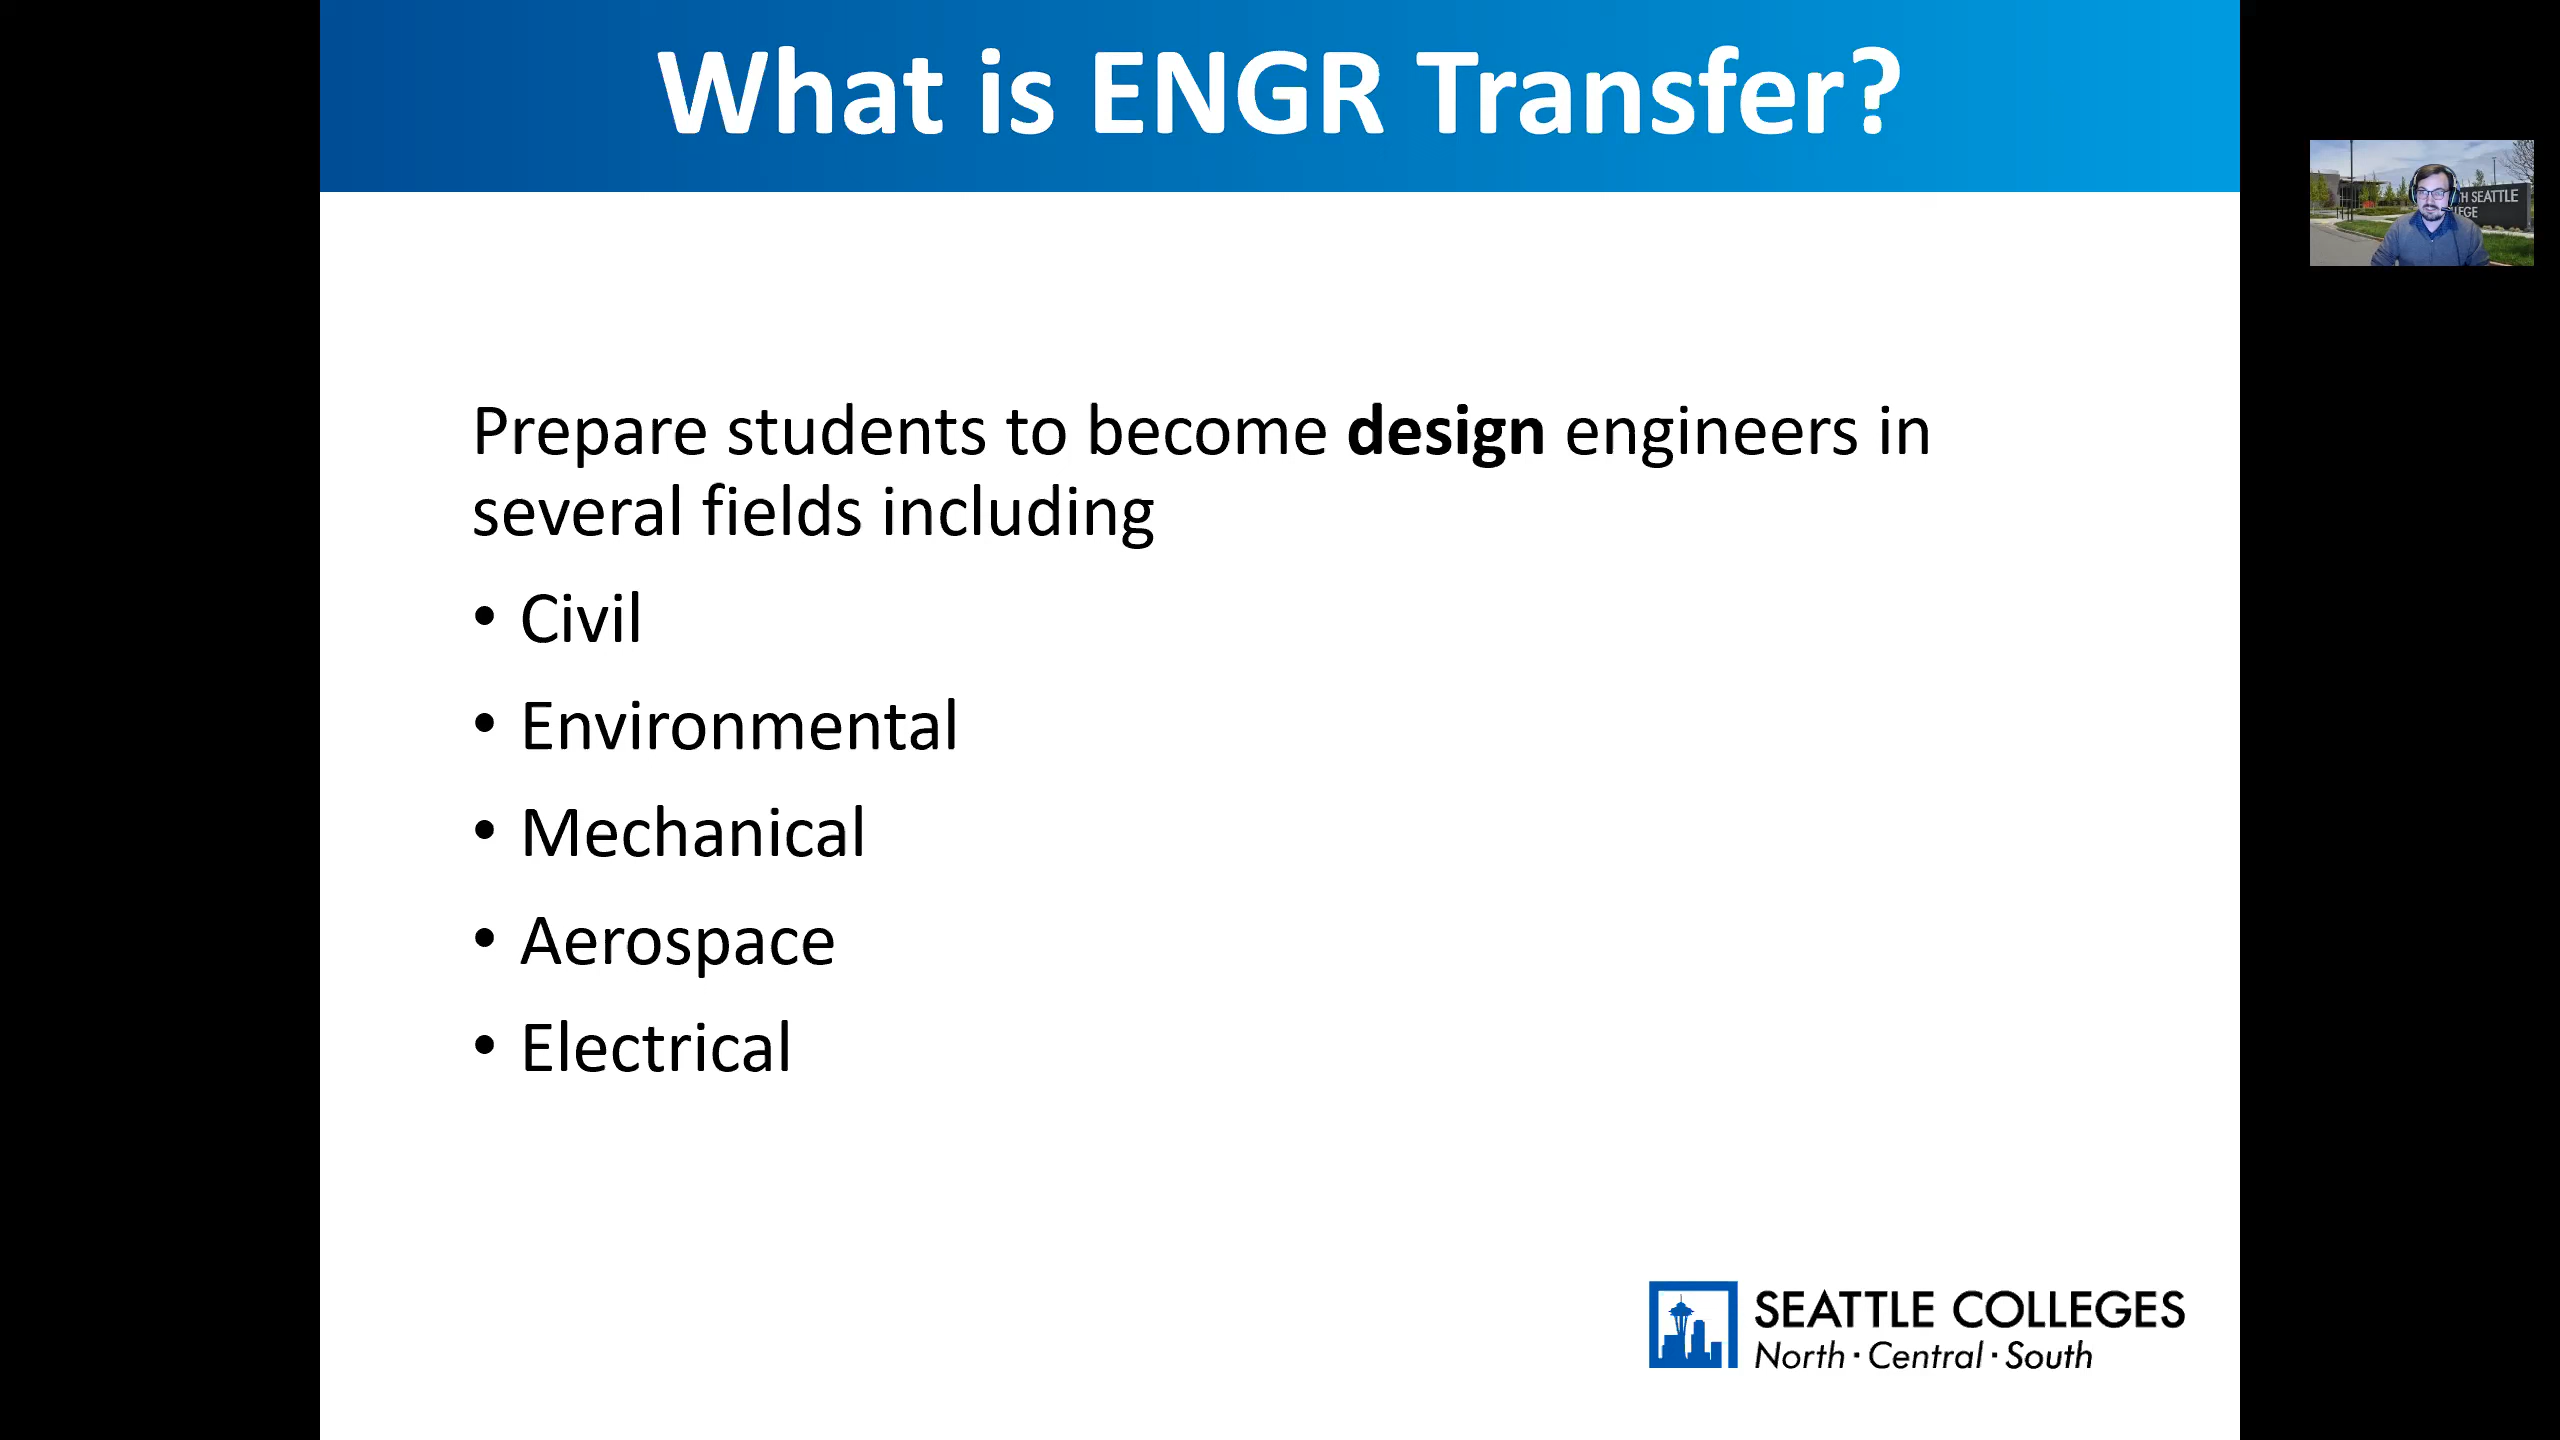 What is ENGR Transfer?
Prepare students to become design engineers in
several fields including
• Civil
• Environmental
• Mechanical
• Aerospace
• Electrical
SEATTLE COLLEGES
North · Central · South
SEATTLE